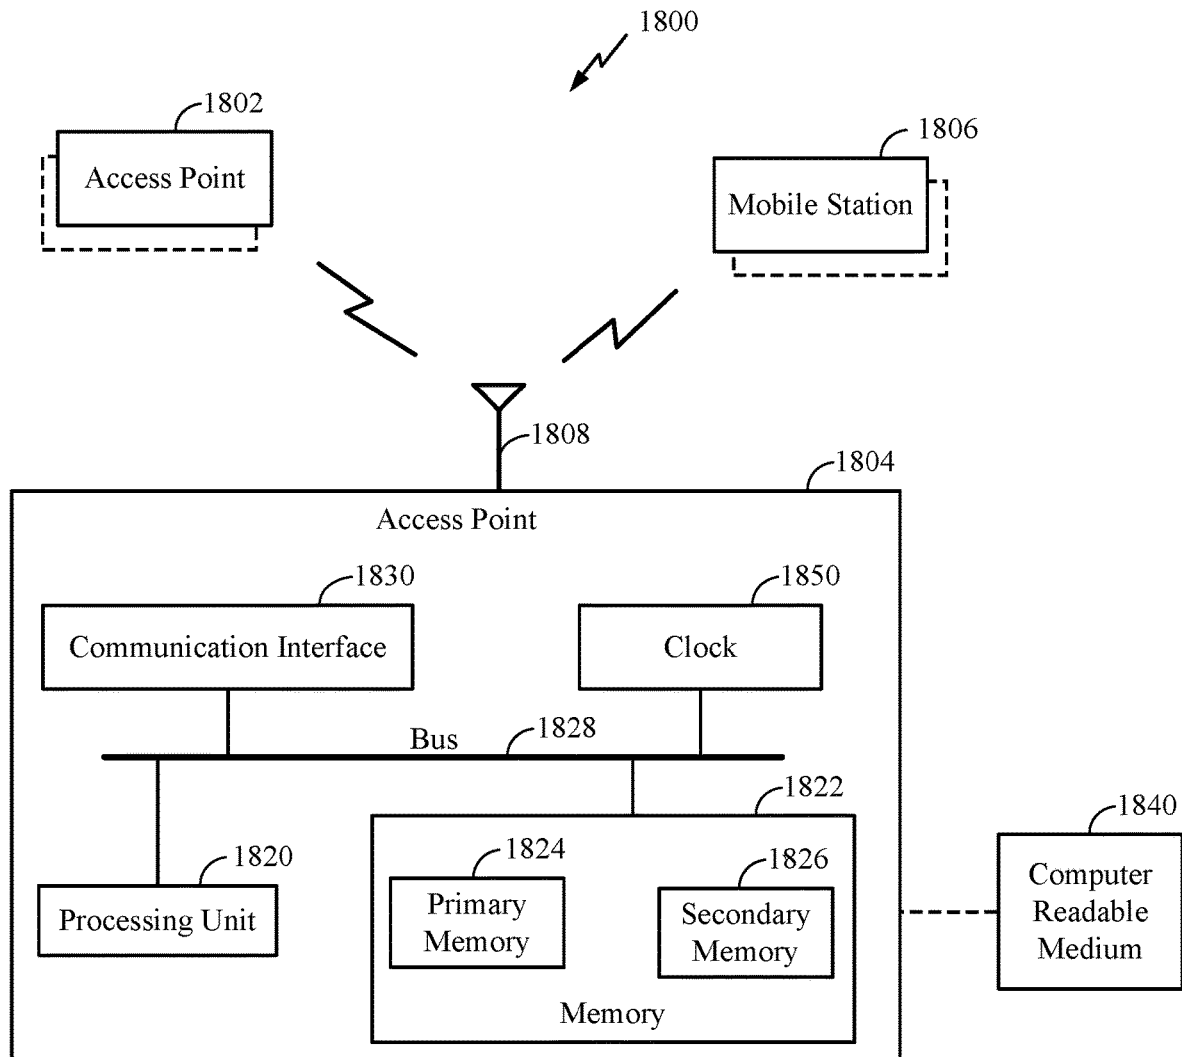 1800
1802
Access Point
1806
Mobile Station
1808
1804
Access Point
1830
Communication Interface
1850
Clock
Bus
1828
1822
1840
1820
Processing Unit
1824
Primary
Memory
1826
Secondary
Memory
Computer
Readable
Medium
Memory